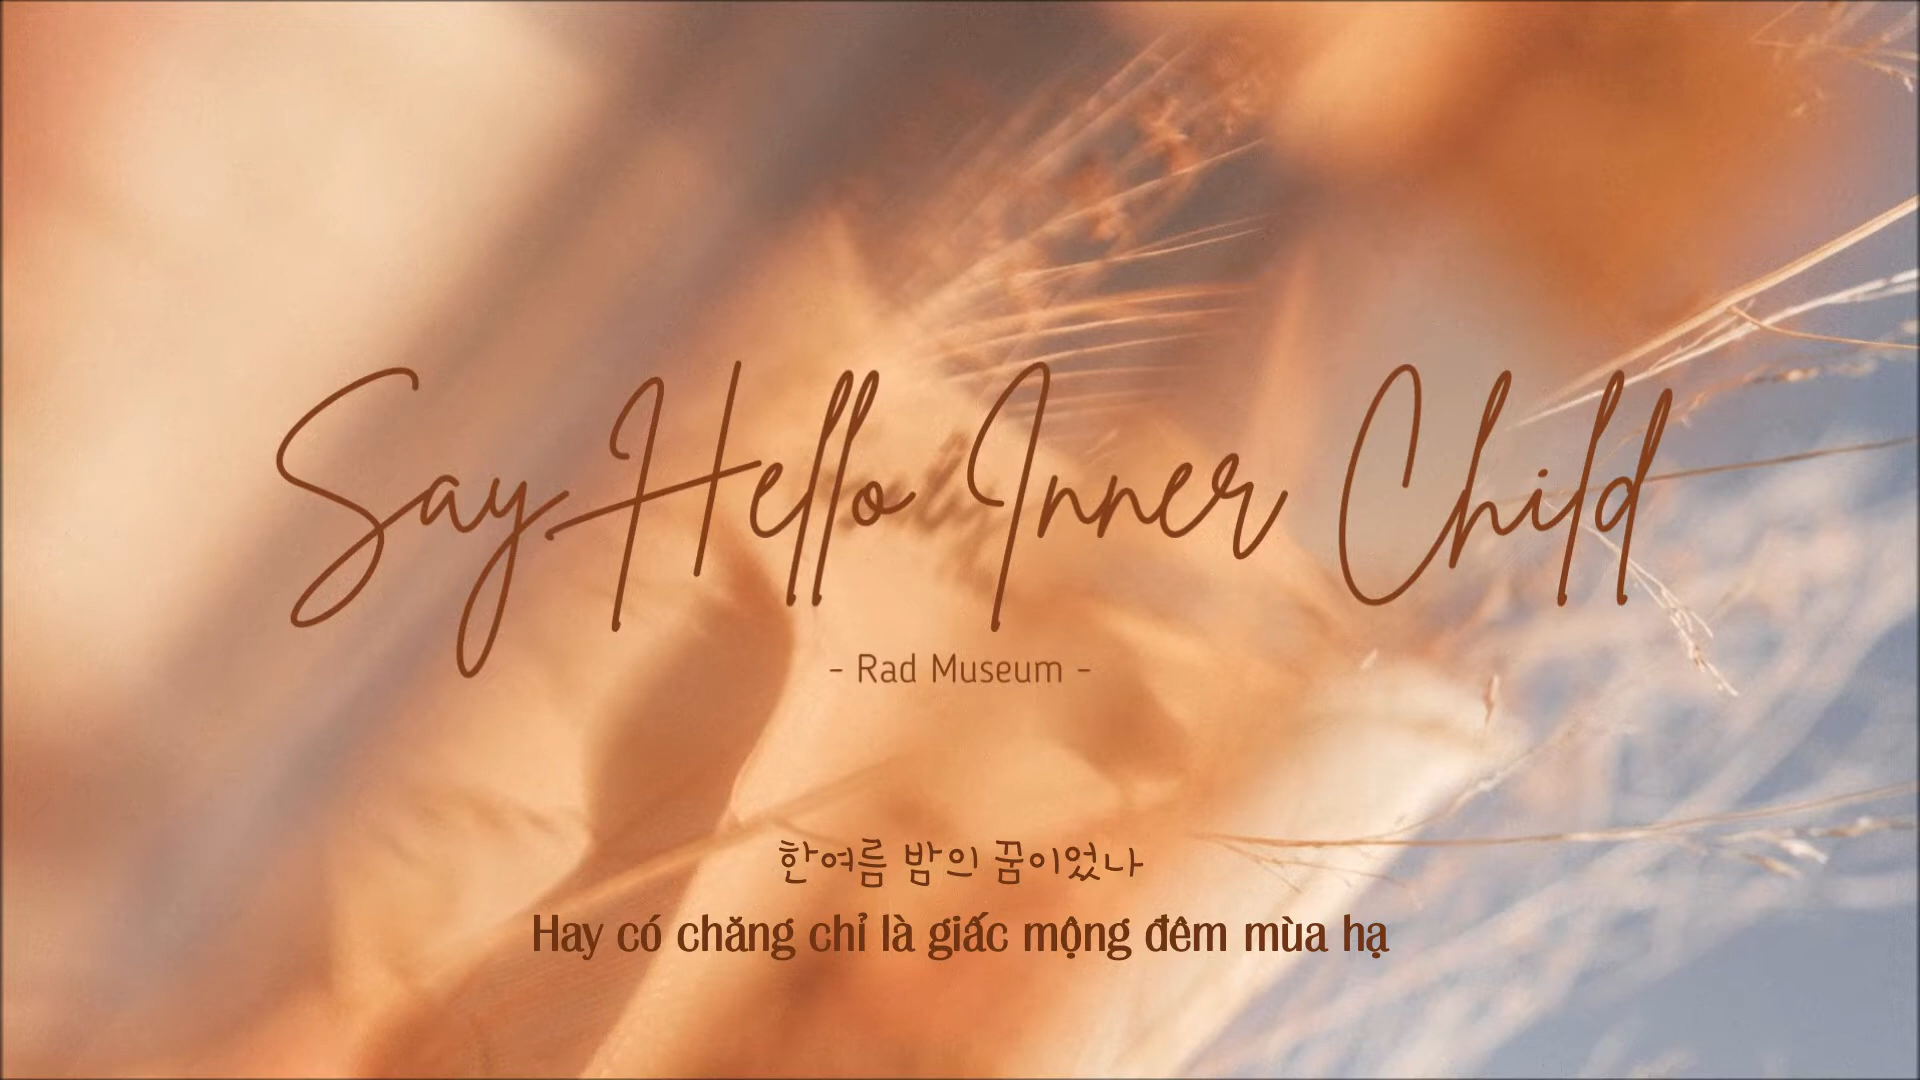 Say Hello Inner Child
- Rad Museum -
한여름 밤의 꿈이었나
Hay có chăng chỉ là giấc mộng đêm mùa hạ